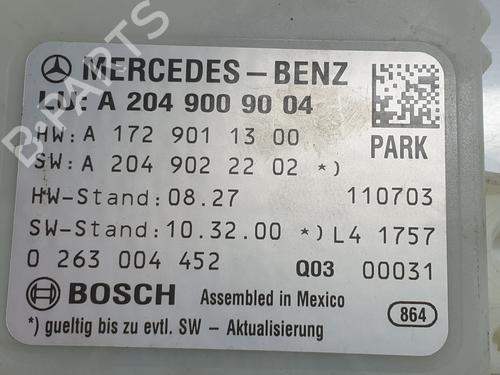 MERCEDES-BENZ
LU: A 204 900 90 04
HW: A 172 901 13 00
PARK
SW: A 204 902 22 02 *)
HW-Stand: 08.27 110703
SW-Stand: 10.32.00 *) L4 1757
0 263 004 452 Q03 00031
BOSCH Assembled in Mexico 864
*) gueltig bis zu evtl. SW - Aktualisierung
B-PARTS